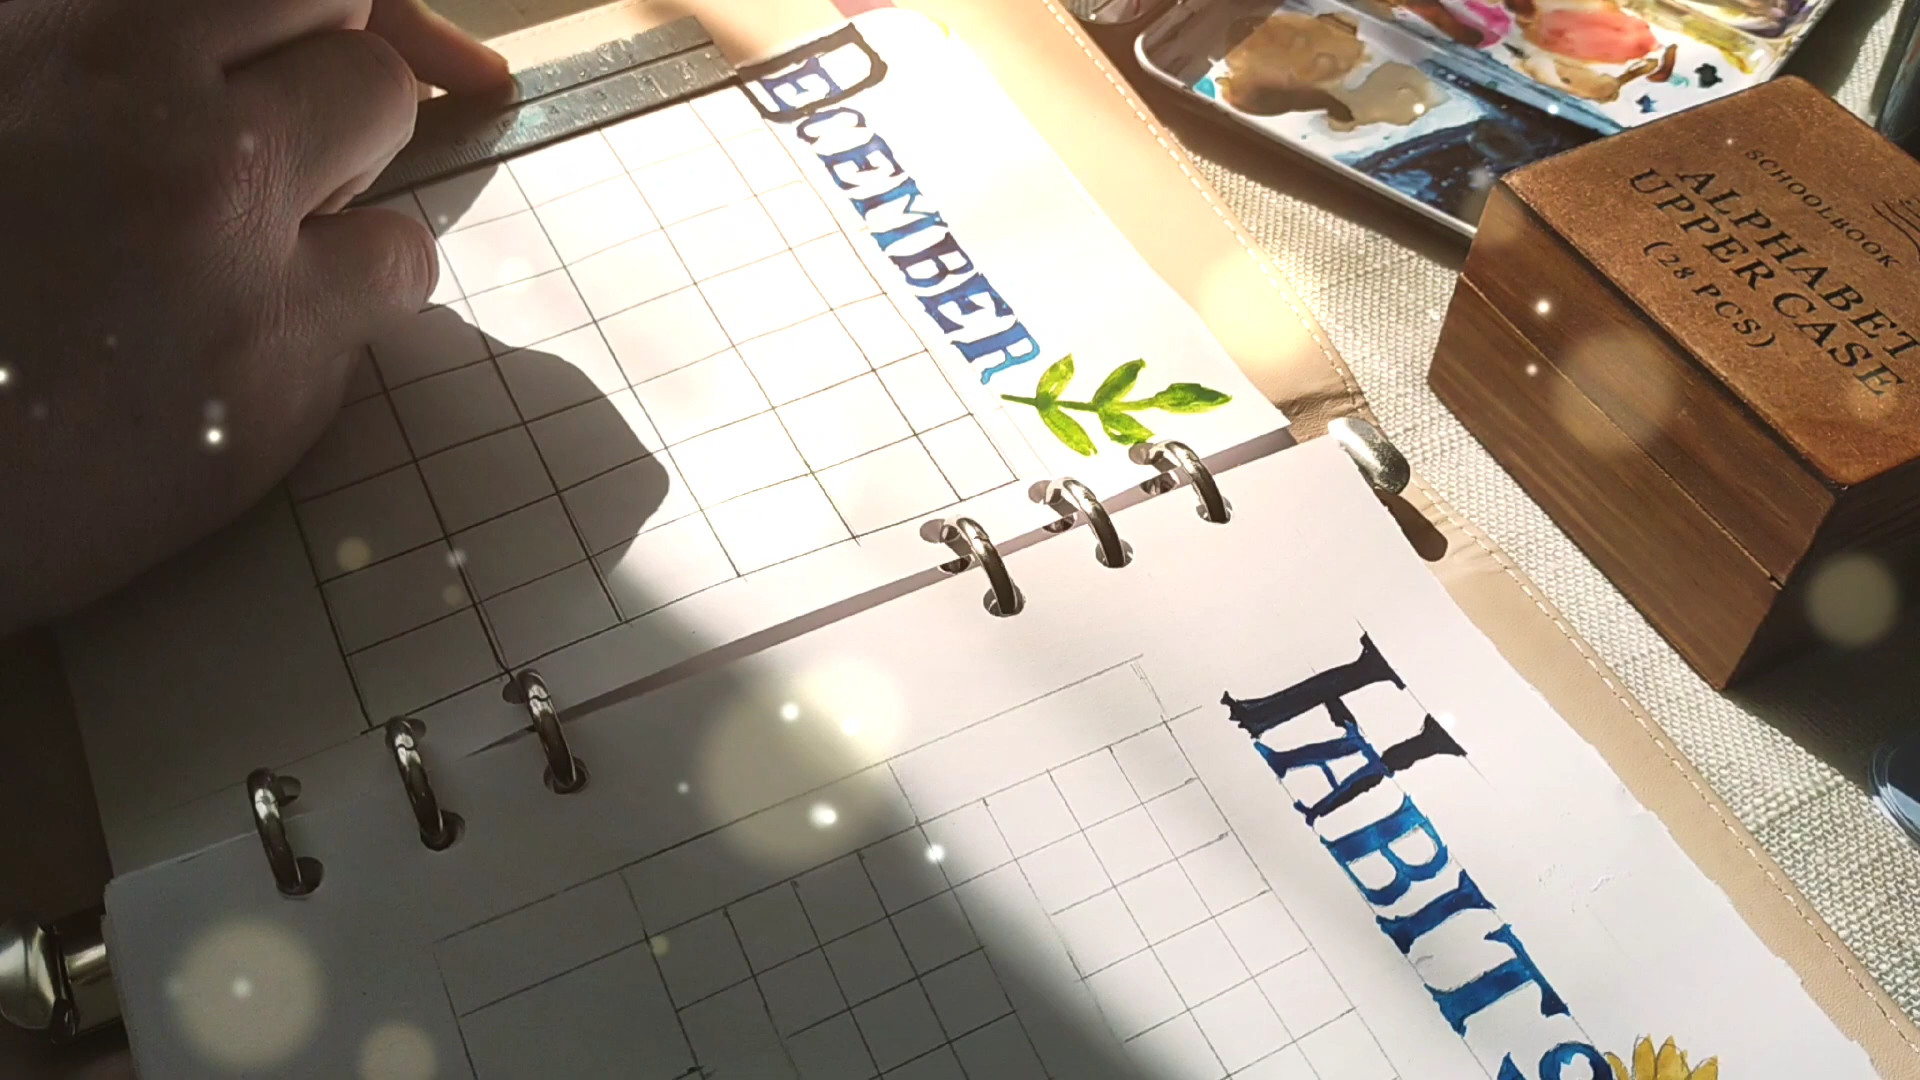 DECEMBER
HABITS
SCHOOLBOOK
ALPHABET
UPPER CASE
(28 PCS)